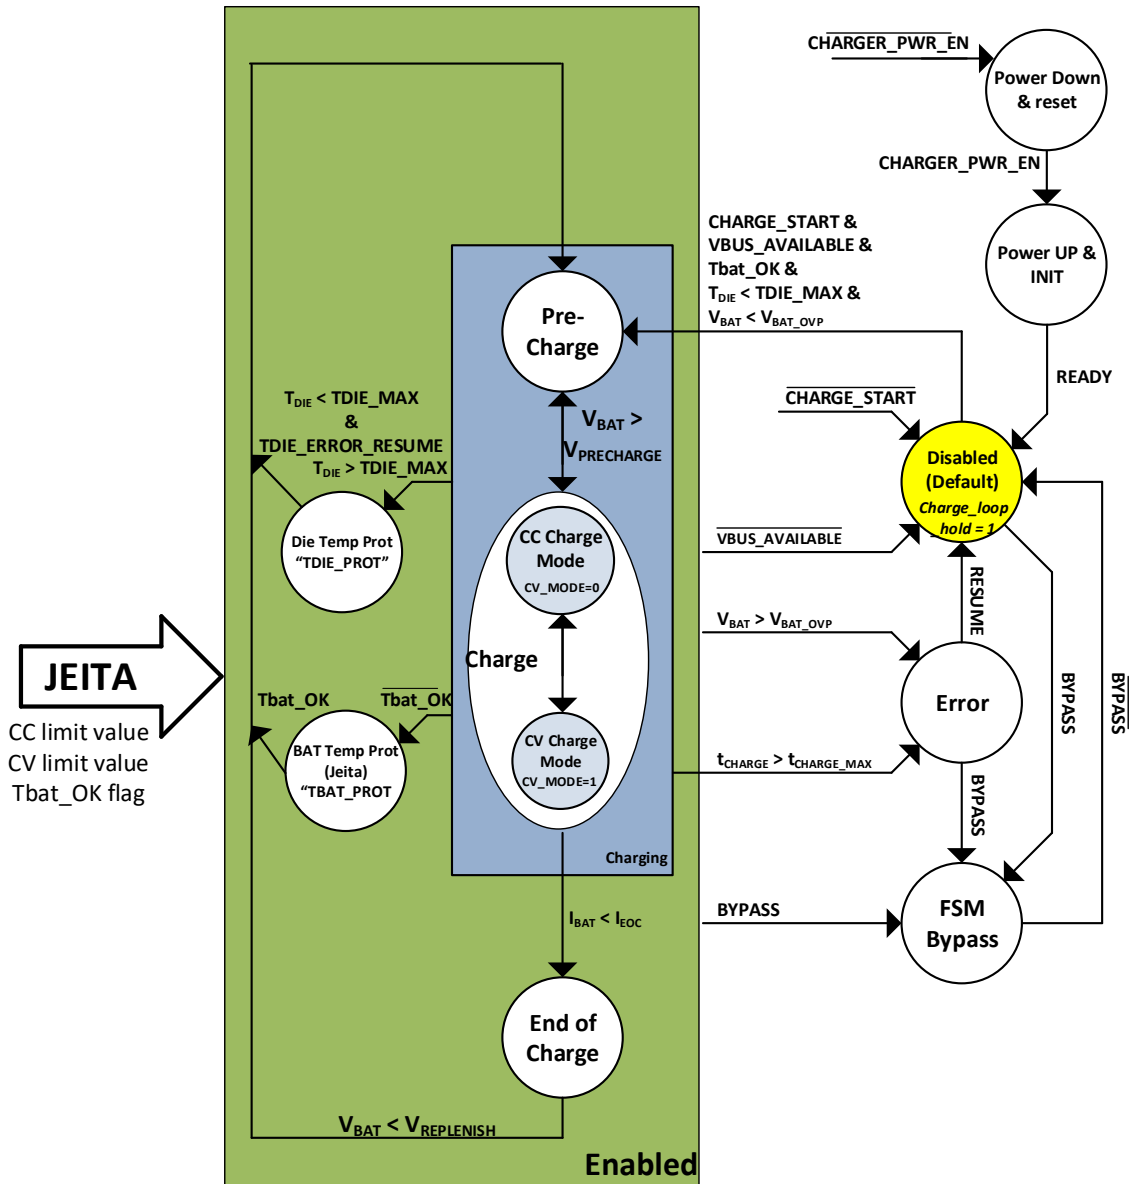 CHARGER_PWR_EN
Power Down
& reset
CHARGER_PWR_EN
Power UP &
INIT
READY
CHARGE_START &
VBUS_AVAILABLE &
Tbat_OK &
TDIE < TDIE_MAX &
VBAT < VBAT_OVP
Pre-
Charge
CHARGE_START
TDIE < TDIE_MAX
&
TDIE_ERROR_RESUME
TDIE > TDIE_MAX
VBAT >
VPRECHARGE
Disabled
(Default)
Charge_loop
_hold = 1
Die Temp Prot
“TDIE_PROT”
CC Charge
Mode
CV_MODE=0
VBUS_AVAILABLE
RESUME
VBAT > VBAT_OVP
Charge
JEITA
CC limit value
CV limit value
Tbat_OK flag
Tbat_OK
Tbat_OK
BAT Temp Prot
(Jeita)
“TBAT_PROT
CV Charge
Mode
CV_MODE=1
Error
BYPASS
BYPASS
tCHARGE > tCHARGE_MAX
BYPASS
Charging
BYPASS
FSM
Bypass
IBAT < IEOC
End of
Charge
VBAT < VREPLENISH
Enabled